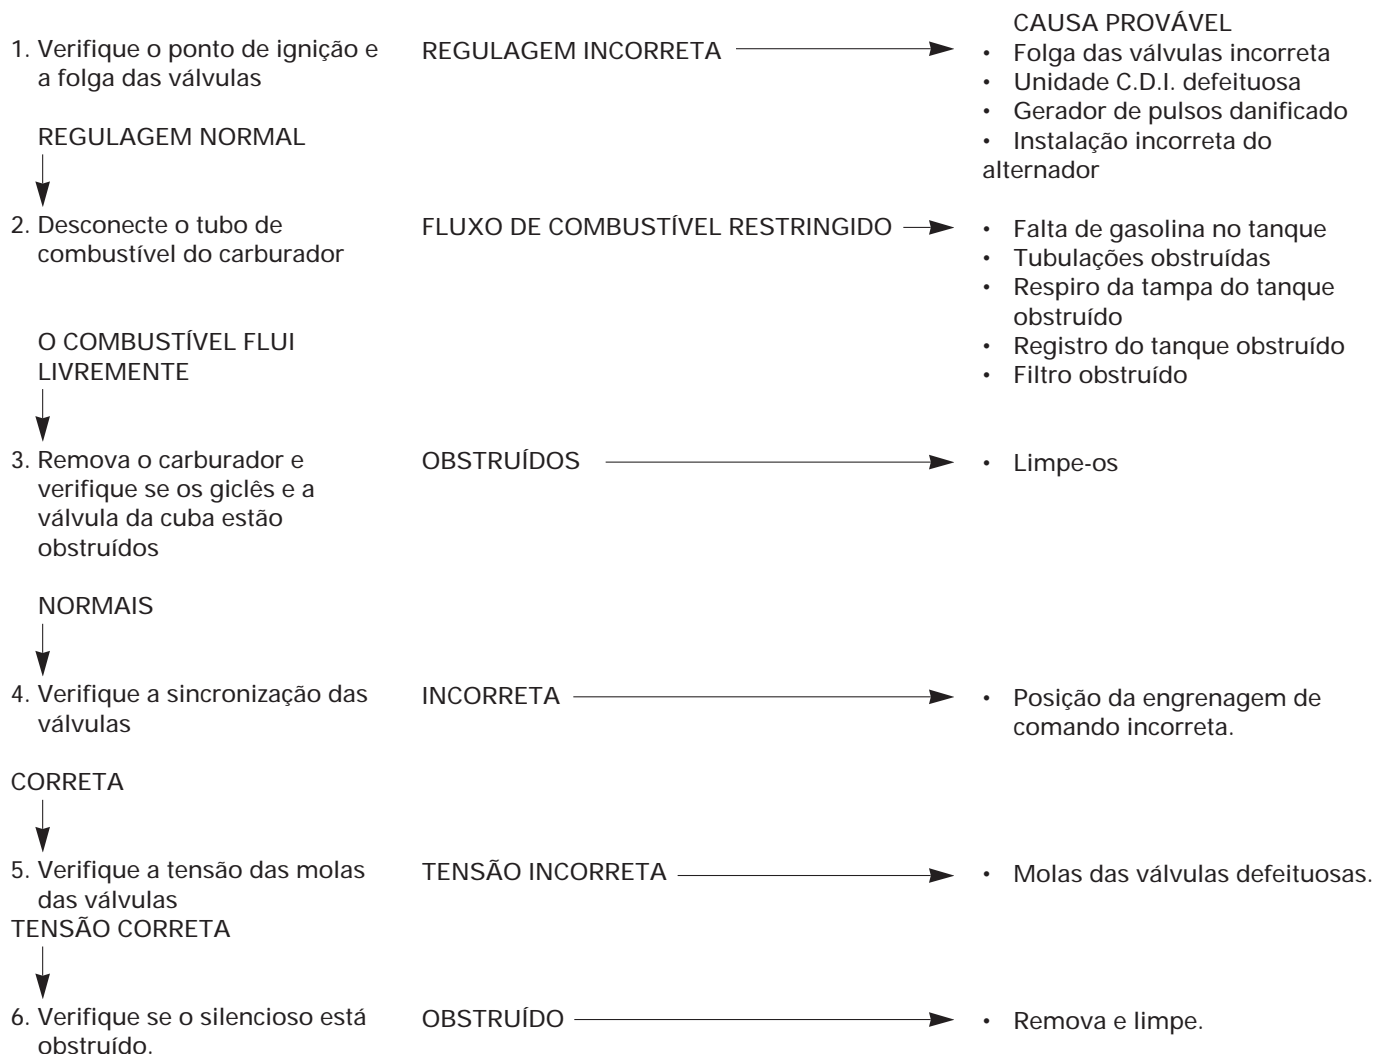 CAUSA PROVÁVEL
1. Verifique o ponto de ignição e
a folga das válvulas
REGULAGEM INCORRETA
• Folga das válvulas incorreta
• Unidade C.D.I. defeituosa
• Gerador de pulsos danificado
• Instalação incorreta do
alternador
REGULAGEM NORMAL
2. Desconecte o tubo de
combustível do carburador
FLUXO DE COMBUSTÍVEL RESTRINGIDO
• Falta de gasolina no tanque
• Tubulações obstruídas
• Respiro da tampa do tanque
obstruído
• Registro do tanque obstruído
• Filtro obstruído
O COMBUSTÍVEL FLUI
LIVREMENTE
3. Remova o carburador e
verifique se os giclês e a
válvula da cuba estão
obstruídos
OBSTRUÍDOS
• Limpe-os
NORMAIS
4. Verifique a sincronização das
válvulas
INCORRETA
• Posição da engrenagem de
comando incorreta.
CORRETA
5. Verifique a tensão das molas
das válvulas
TENSÃO INCORRETA
• Molas das válvulas defeituosas.
TENSÃO CORRETA
6. Verifique se o silencioso está
obstruído.
OBSTRUÍDO
• Remova e limpe.